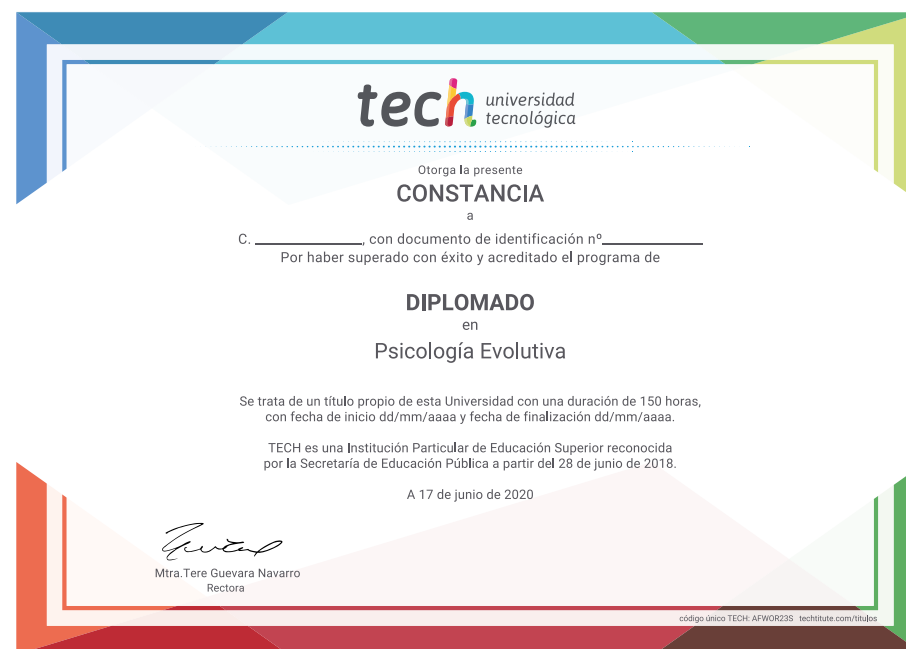 tech universidad
tecnológica
Otorga la presente
CONSTANCIA
a
C. ______________, con documento de identificación nº_____________
Por haber superado con éxito y acreditado el programa de
DIPLOMADO
en
Psicología Evolutiva
Se trata de un título propio de esta Universidad con una duración de 150 horas,
con fecha de inicio dd/mm/aaaa y fecha de finalización dd/mm/aaaa.
TECH es una Institución Particular de Educación Superior reconocida
por la Secretaría de Educación Pública a partir del 28 de junio de 2018.
A 17 de junio de 2020
Mtra.Tere Guevara Navarro
Rectora
código único TECH: AFWOR23S techtitute.com/titulos